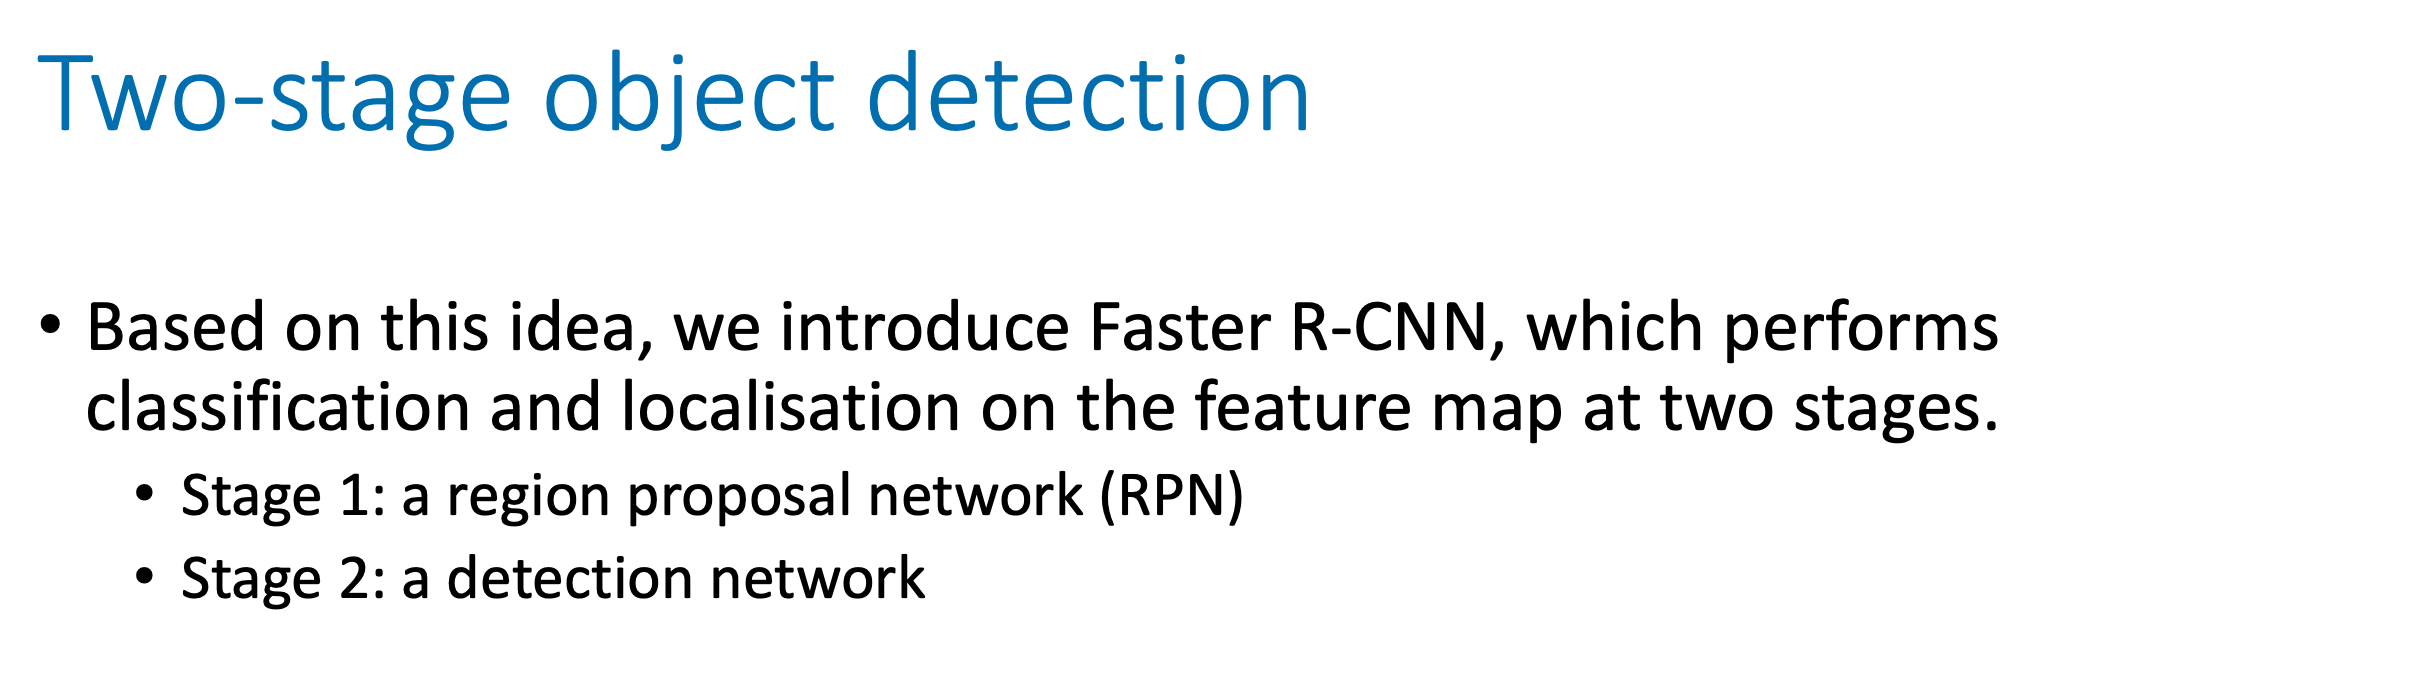 Two-stage object detection
• Based on this idea, we introduce Faster R-CNN, which performs
classification and localisation on the feature map at two stages.
• Stage 1: a region proposal network (RPN)
• Stage 2: a detection network